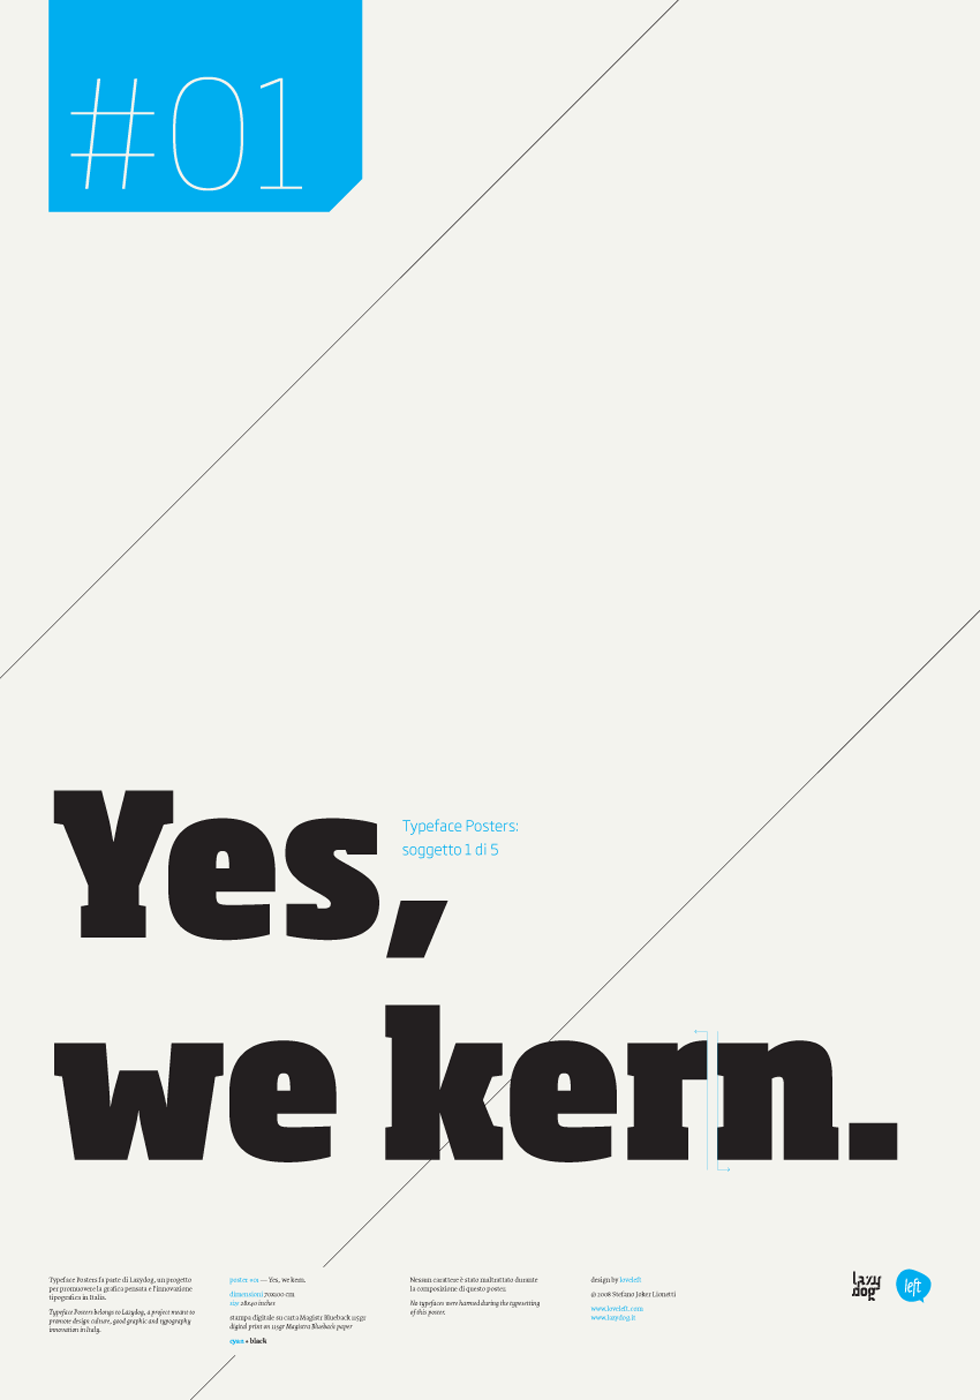 #01
Yes,
Typeface Posters:
soggetto 1 di 5
we kern.
Typeface Posters fa parte di Lazydog, un progetto
per promuovere la grafica pensata e l'innovazione
tipografica in Italia.
Typeface Posters belongs to Lazydog, a project meant to
promote design culture, good graphic and typography
innovation in Italy.
poster #01 — Yes, we kern.
dimensioni 70x100 cm
size 28x40 inches
stampa digitale su carta Magistra Blueback 115gr
digital print on 115gr Magistra Blueback paper
cyan + black
Nessun carattere è stato maltrattato durante
la composizione di questo poster.
No typefaces were harmed during the typesetting
of this poster.
design by loveleft
© 2008 Stefano Joker Lionetti
www.loveleft.com
www.lazydog.it
lazy
dog
left